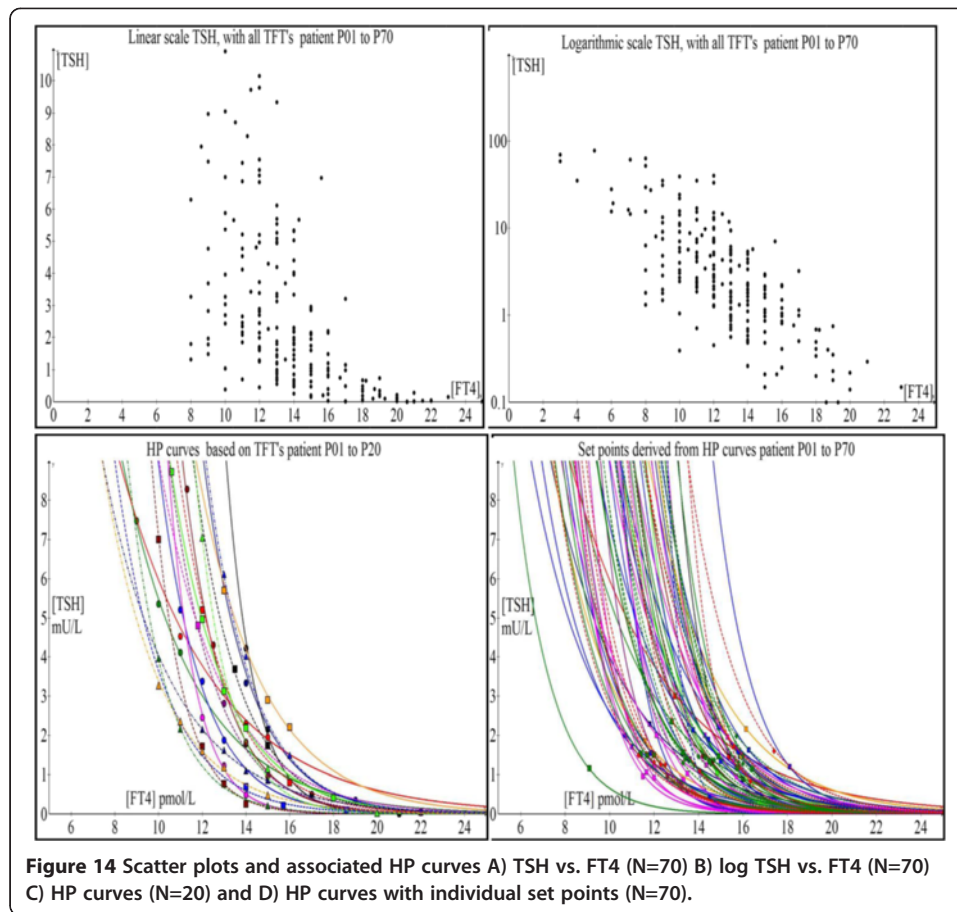 Linear scale TSH, with all TFT's patient P01 to P70
[TSH]
10
9
8
7
6
5
4
3
2
1
0
[FT4]
0 2 4 6 8 10 12 14 16 18 20 22 24
Logarithmic scale TSH, with all TFT's patient P01 to P70
[TSH]
100
10
1
0.1
[FT4]
0 2 4 6 8 10 12 14 16 18 20 22 24
HP curves based on TFT's patient P01 to P20
8
7
6
[TSH]
5
mU/L
4
3
2
1
0
[FT4] pmol/L
6 8 10 12 14 16 18 20 22 24
Set points derived from HP curves patient P01 to P70
8
7
6
[TSH]
5
mU/L
4
3
2
1
0
[FT4] pmol/L
6 8 10 12 14 16 18 20 22 24
Figure 14 Scatter plots and associated HP curves A) TSH vs. FT4 (N=70) B) log TSH vs. FT4 (N=70)
C) HP curves (N=20) and D) HP curves with individual set points (N=70).